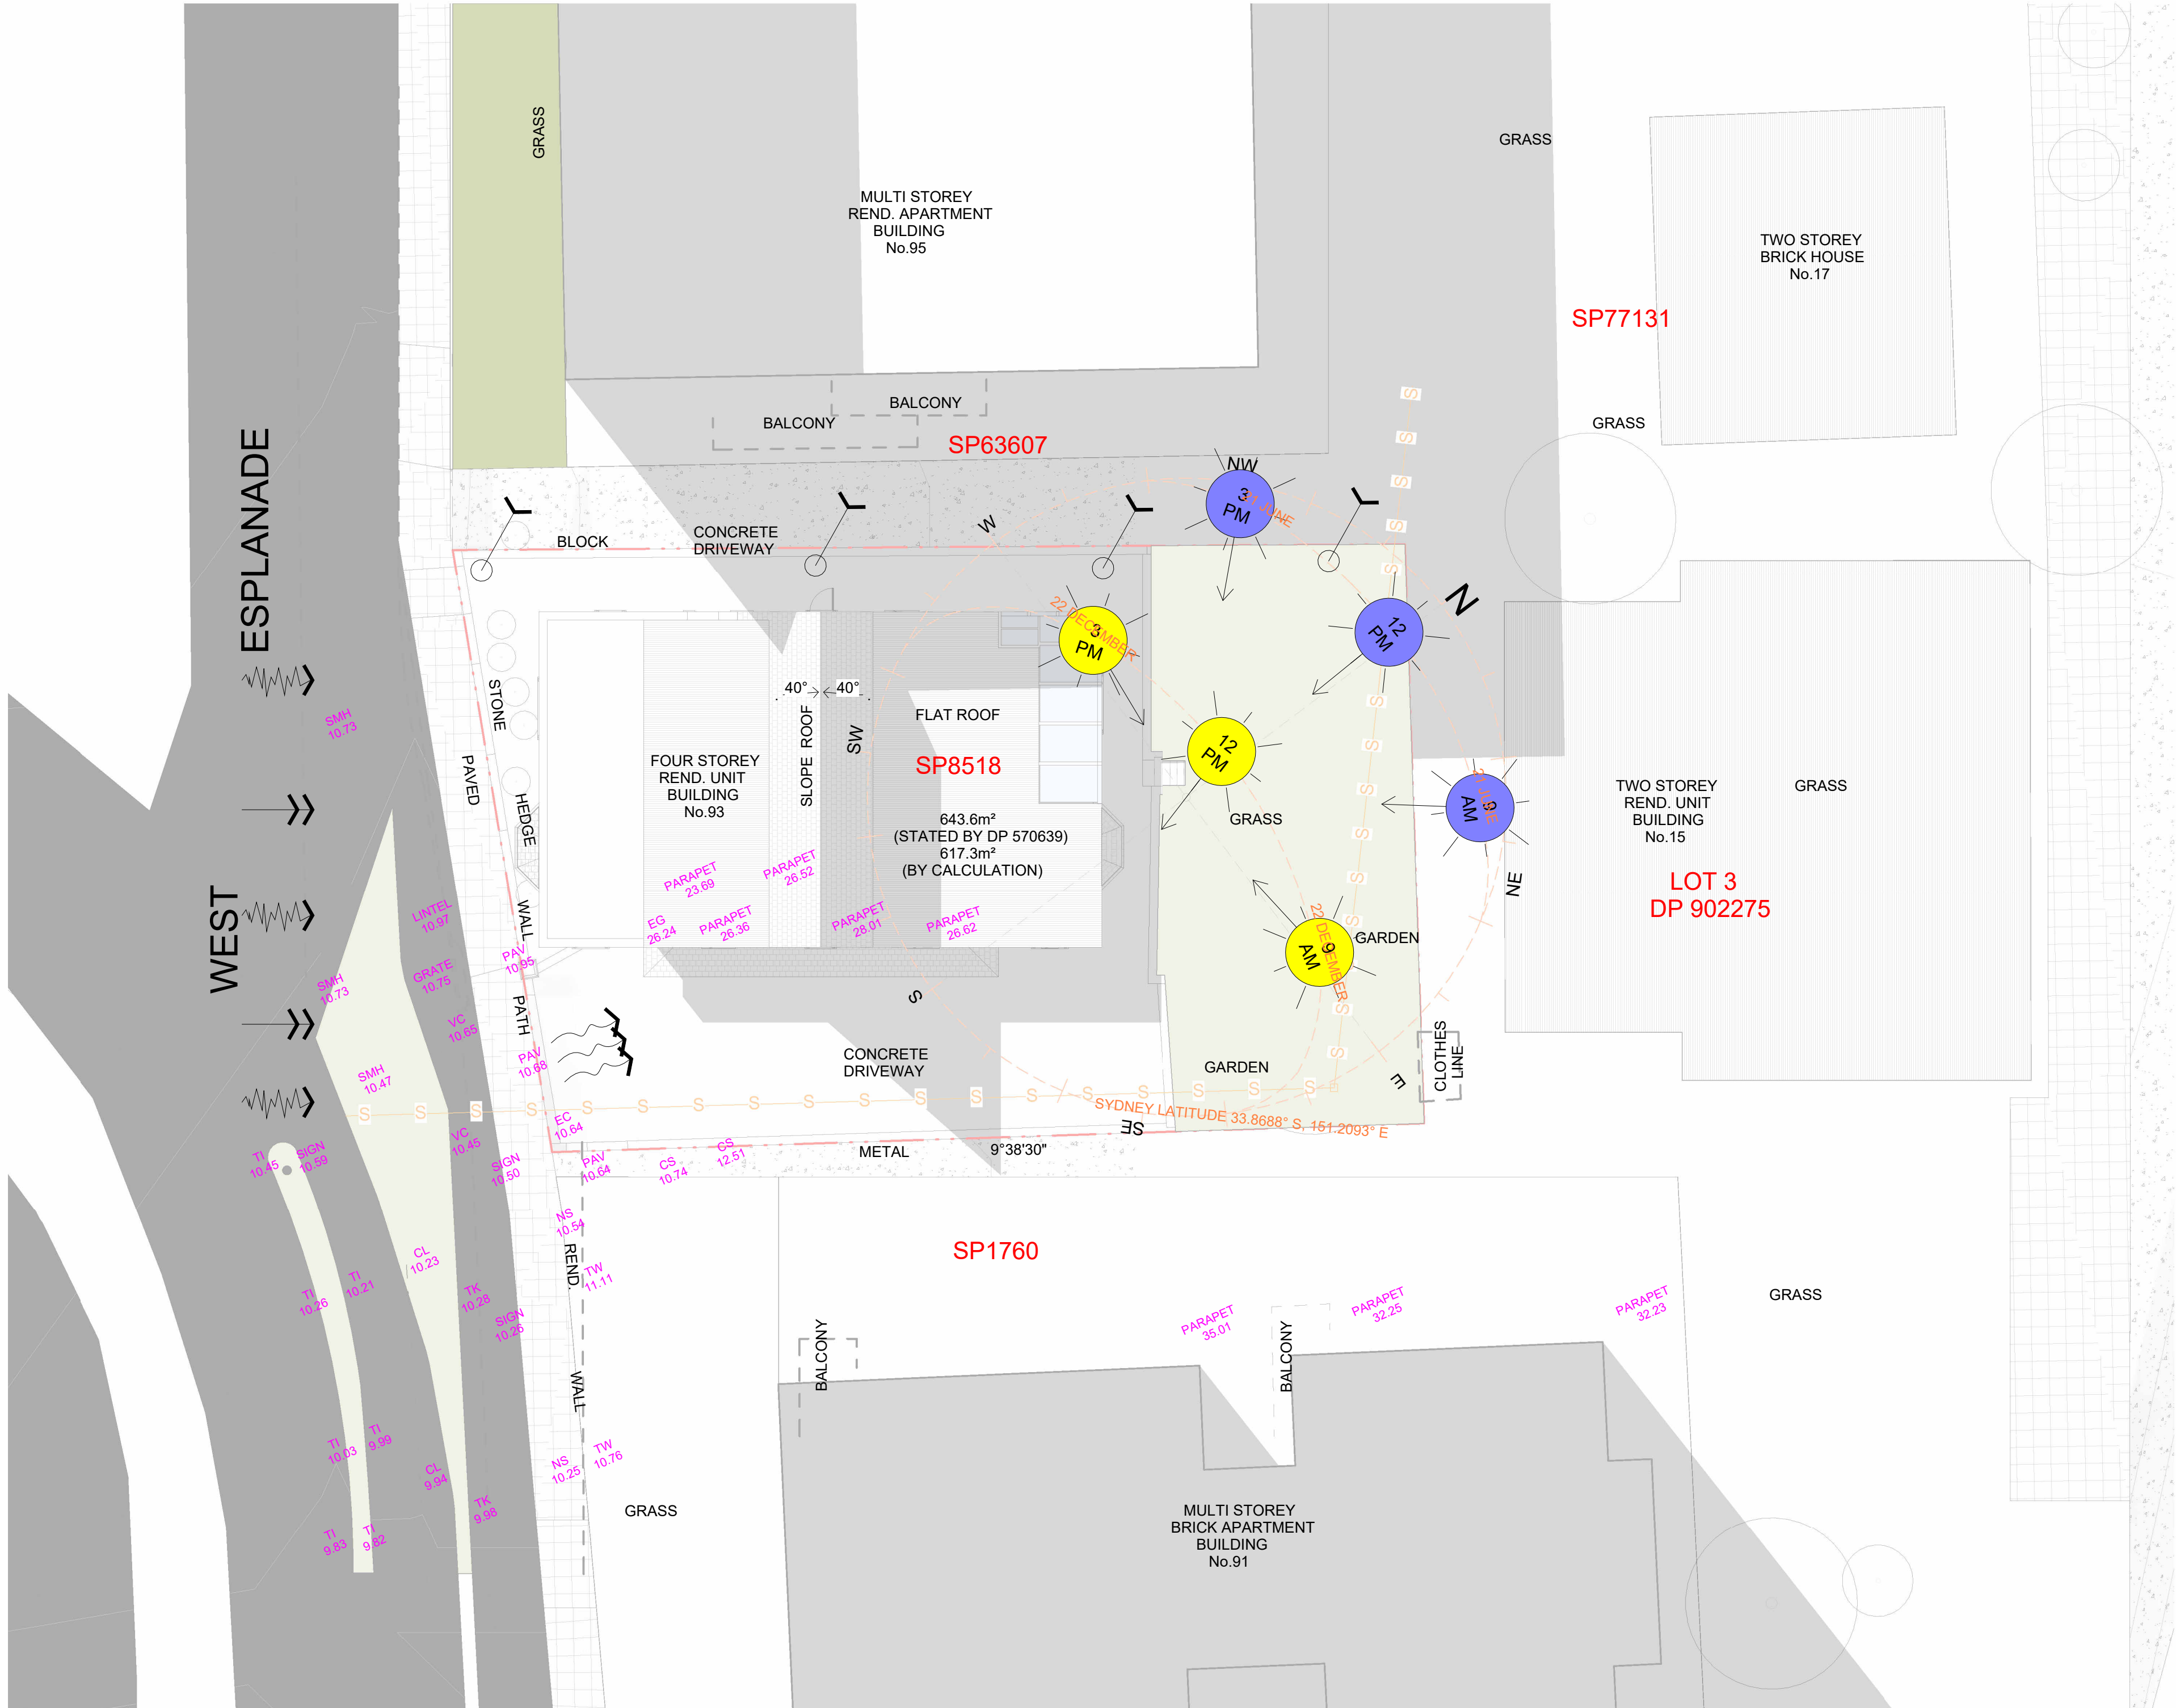 GRASS
GRASS
MULTI STOREY
REND. APARTMENT
BUILDING
No.95
TWO STOREY
BRICK HOUSE
No.17
SP77131
BALCONY
BALCONY
GRASS
SP63607
S
S
S
S
S
NW
3
PM
21 JUNE
W
BLOCK
CONCRETE
DRIVEWAY
N
12
PM
22 DECEMBER
3
PM
ESPLANADE
WEST
SMH
10.73
STONE
PAVED
HEDGE
WALL
PATH
40°
40°
SLOPE ROOF
SW
FLAT ROOF
FOUR STOREY
REND. UNIT
BUILDING
No.93
SP8518
643.6m²
(STATED BY DP 570639)
617.3m²
(BY CALCULATION)
12
PM
GRASS
S
S
S
S
S
S
S
S
S
9
AM
21 JUNE
TWO STOREY
REND. UNIT
BUILDING
No.15
GRASS
NE
LOT 3
DP 902275
PARAPET
23.69
PARAPET
26.52
EG
26.24
PARAPET
26.36
PARAPET
28.01
PARAPET
26.62
LINTEL
10.97
GRATE
10.75
PAV
10.95
SMH
10.73
VC
10.65
PAV
10.68
SMH
10.47
9
AM
22 DECEMBER
GARDEN
S
CONCRETE
DRIVEWAY
GARDEN
E
CLOTHES
LINE
S S S S S S S S S S S S S S S S S S
SYDNEY LATITUDE 33.8688° S, 151.2093° E
SE
EC
10.64
VC
10.45
TI
10.45
SIGN
10.59
SIGN
10.50
PAV
10.64
CS
10.74
CS
12.51
METAL
9°38'30"
NS
10.54
REND.
WALL
TW
11.11
CL
10.23
TI
10.21
TI
10.26
TK
10.28
SIGN
10.26
SP1760
PARAPET
35.01
PARAPET
32.25
PARAPET
32.23
GRASS
BALCONY
BALCONY
TI
10.03
TI
9.99
CL
9.94
NS
10.25
TW
10.76
TK
9.98
TI
9.83
TI
9.82
GRASS
MULTI STOREY
BRICK APARTMENT
BUILDING
No.91